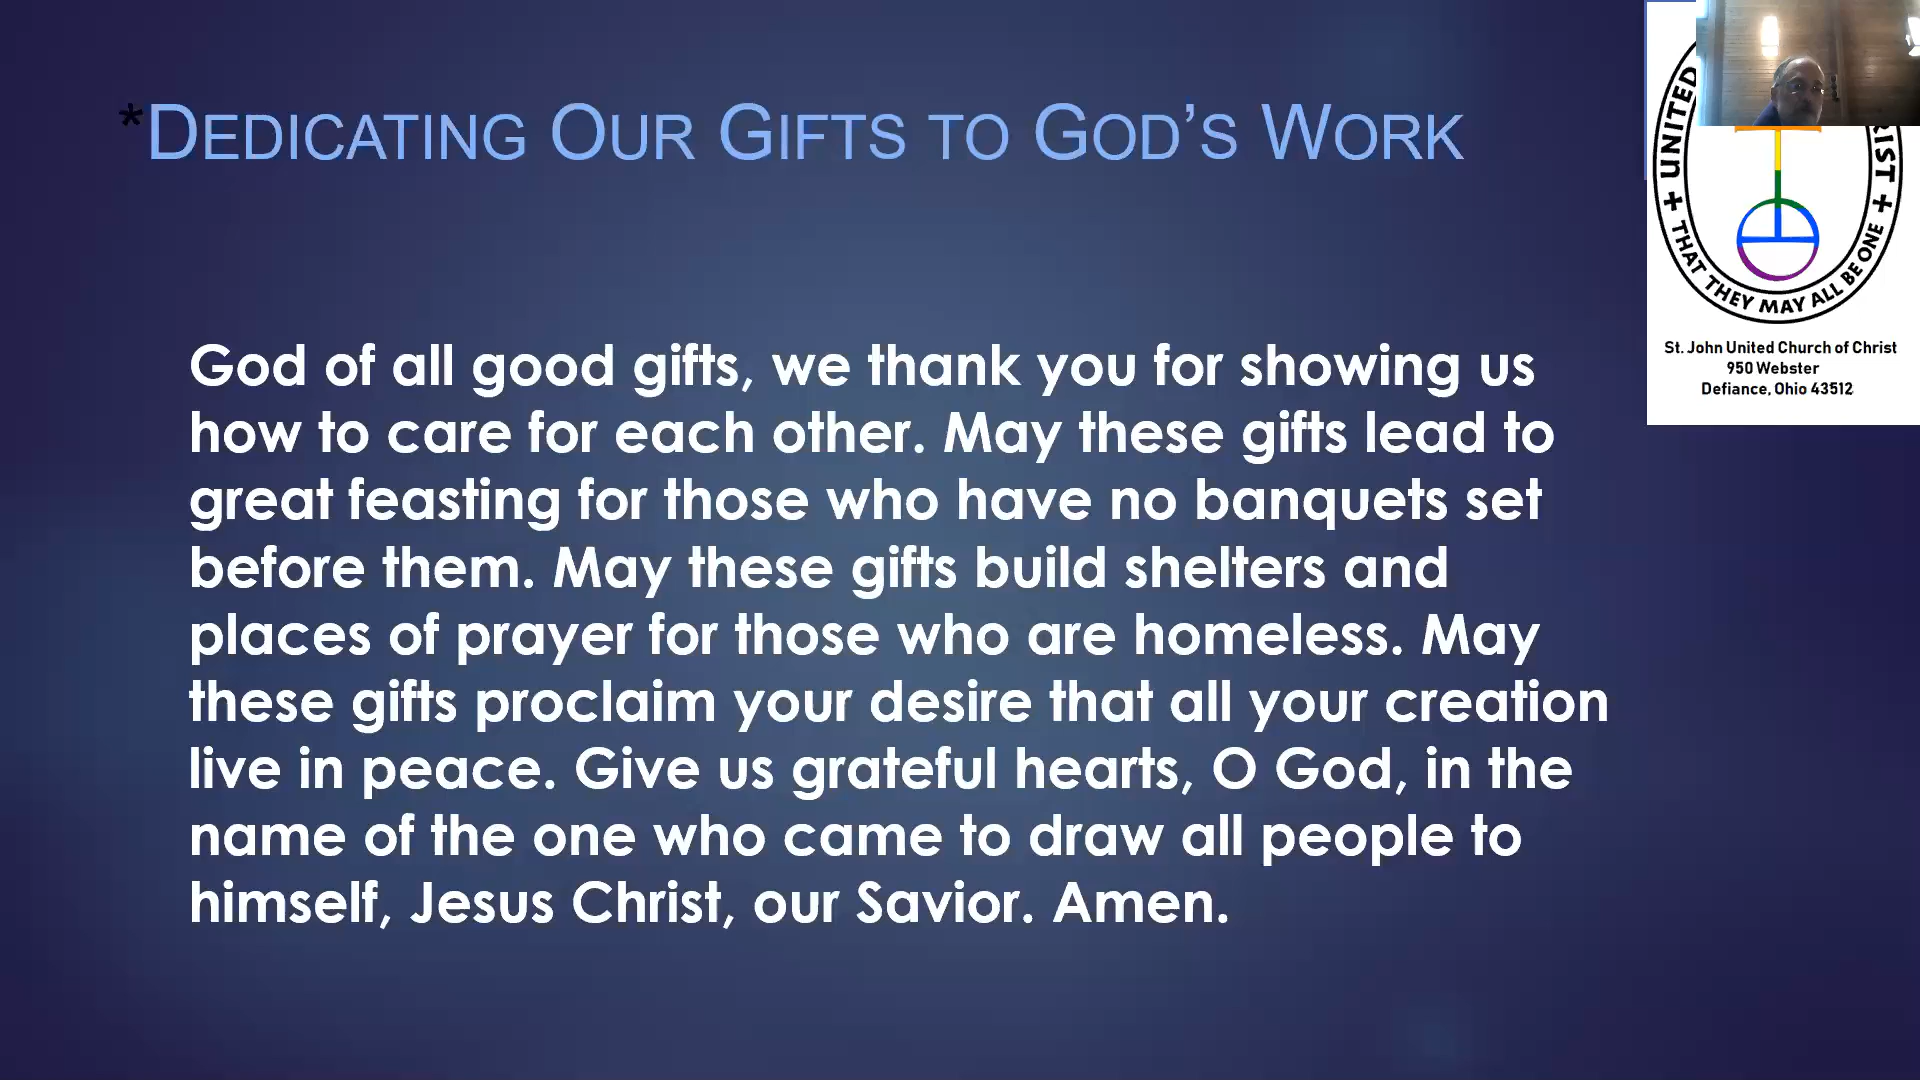 *DEDICATING OUR GIFTS TO GOD’S WORK
God of all good gifts, we thank you for showing us
how to care for each other. May these gifts lead to
great feasting for those who have no banquets set
before them. May these gifts build shelters and
places of prayer for those who are homeless. May
these gifts proclaim your desire that all your creation
live in peace. Give us grateful hearts, O God, in the
name of the one who came to draw all people to
himself, Jesus Christ, our Savior. Amen.
UNITED
+ THAT THEY MAY ALL BE ONE +
St. John United Church of Christ
950 Webster
Defiance, Ohio 43512